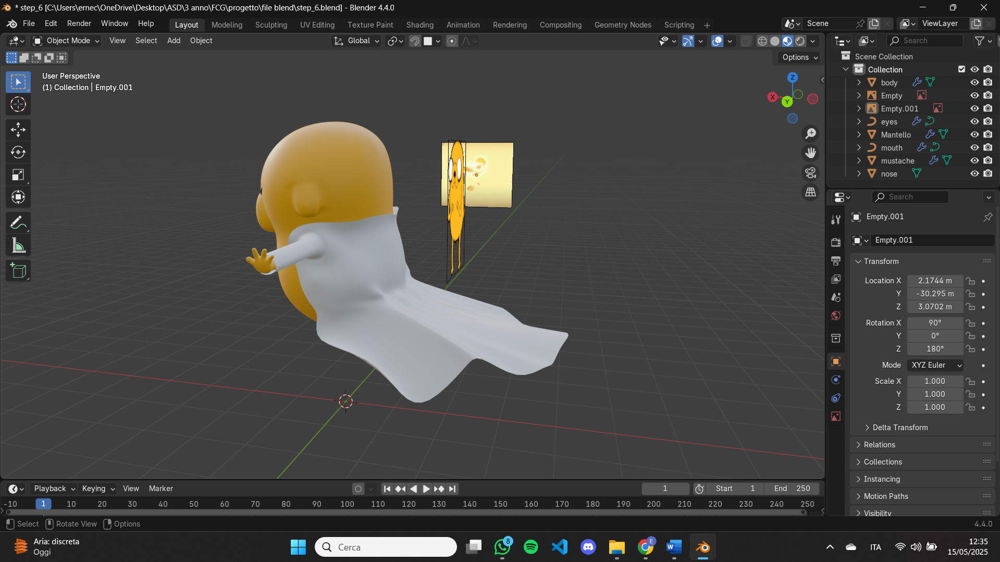 * step_6 [C:\Users\ernec\OneDrive\Desktop\ASD\3 anno\FCG\progetto\file blend\step_6.blend] - Blender 4.4.0
File Edit Render Window Help Layout Modeling Sculpting UV Editing Texture Paint Shading Animation Rendering Compositing Geometry Nodes Scripting Scene ViewLayer
Object Mode View Select Add Object Global Search
Options
User Perspective
(1) Collection | Empty.001
Z
X
Y
Scene Collection
Collection
body
Empty
Empty.001
eyes
Mantello
mouth
mustache
nose
Search
Empty.001
Empty.001
Transform
Location X 2.1744 m
Y -30.295 m
Z 3.0702 m
Rotation X 90°
Y 0°
Z 180°
Mode XYZ Euler
Scale X 1.000
Y 1.000
Z 1.000
Delta Transform
Relations
Collections
Instancing
Motion Paths
Visibility
Playback Keying View Marker 1 Start 1 End 250
-10 1 10 20 30 40 50 60 70 80 90 100 110 120 130 140 150 160 170 180 190 200 210 220 230 240 250
Select Rotate View Options 4.4.0
Aria: discreta
Oggi
Cerca
8
E
W
ITA
12:35
15/05/2025